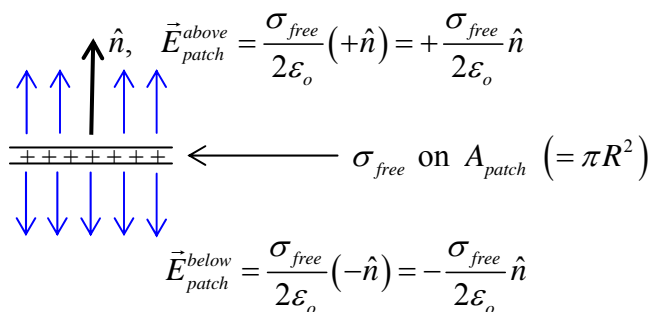 n̂, E⃗_patch^above = σ_free/2ε_o (+n̂) = + σ_free/2ε_o n̂
+ + + + + + +
σ_free on A_patch (= πR²)
E⃗_patch^below = σ_free/2ε_o (−n̂) = − σ_free/2ε_o n̂